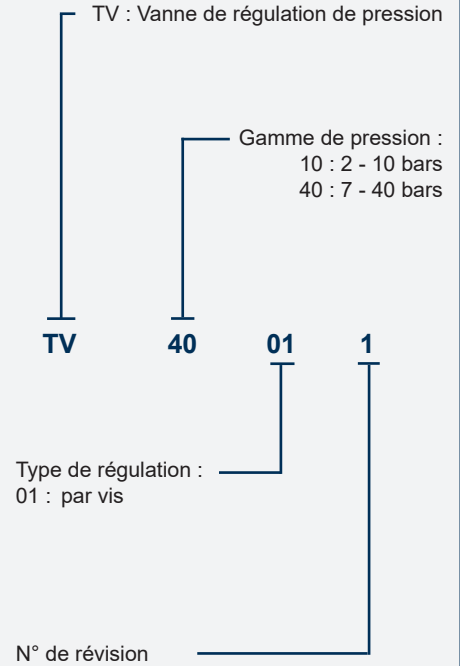 TV : Vanne de régulation de pression
Gamme de pression :
10 : 2 - 10 bars
40 : 7 - 40 bars
TV 40 01 1
Type de régulation :
01 : par vis
N° de révision